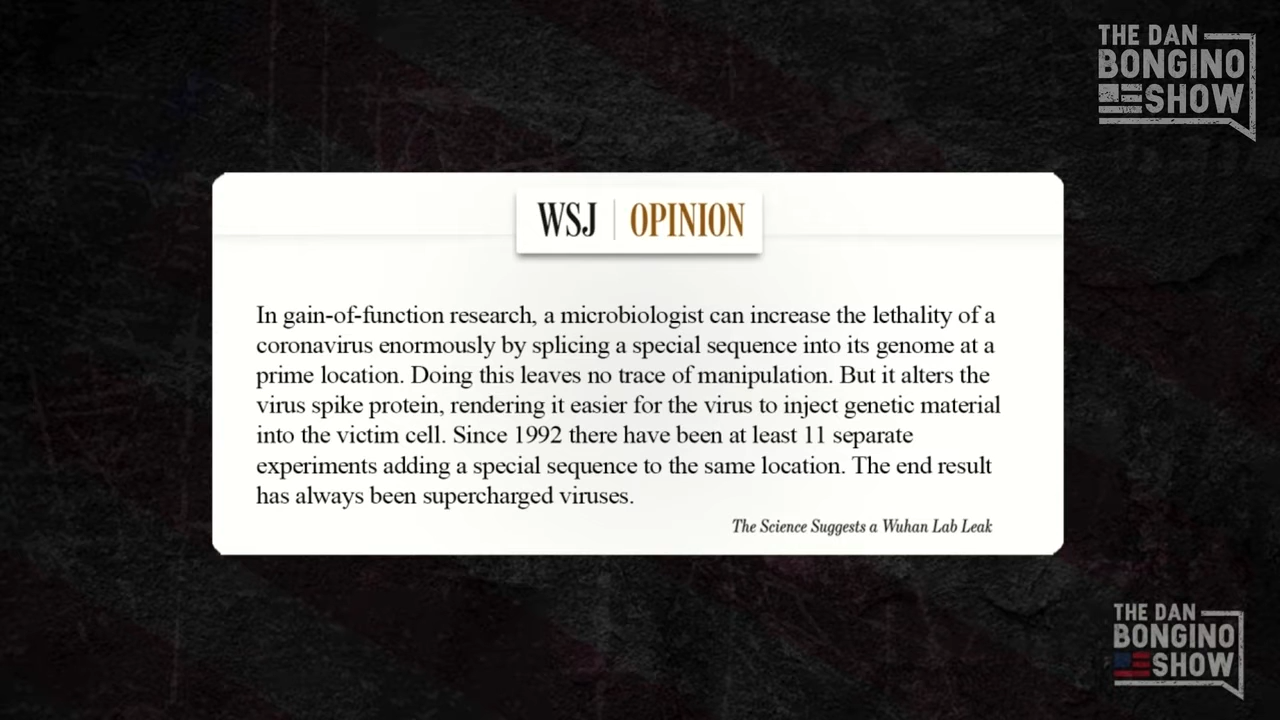 THE DAN
BONGINO
SHOW
WSJ | OPINION
In gain-of-function research, a microbiologist can increase the lethality of a
coronavirus enormously by splicing a special sequence into its genome at a
prime location. Doing this leaves no trace of manipulation. But it alters the
virus spike protein, rendering it easier for the virus to inject genetic material
into the victim cell. Since 1992 there have been at least 11 separate
experiments adding a special sequence to the same location. The end result
has always been supercharged viruses.
The Science Suggests a Wuhan Lab Leak
THE DAN
BONGINO
SHOW